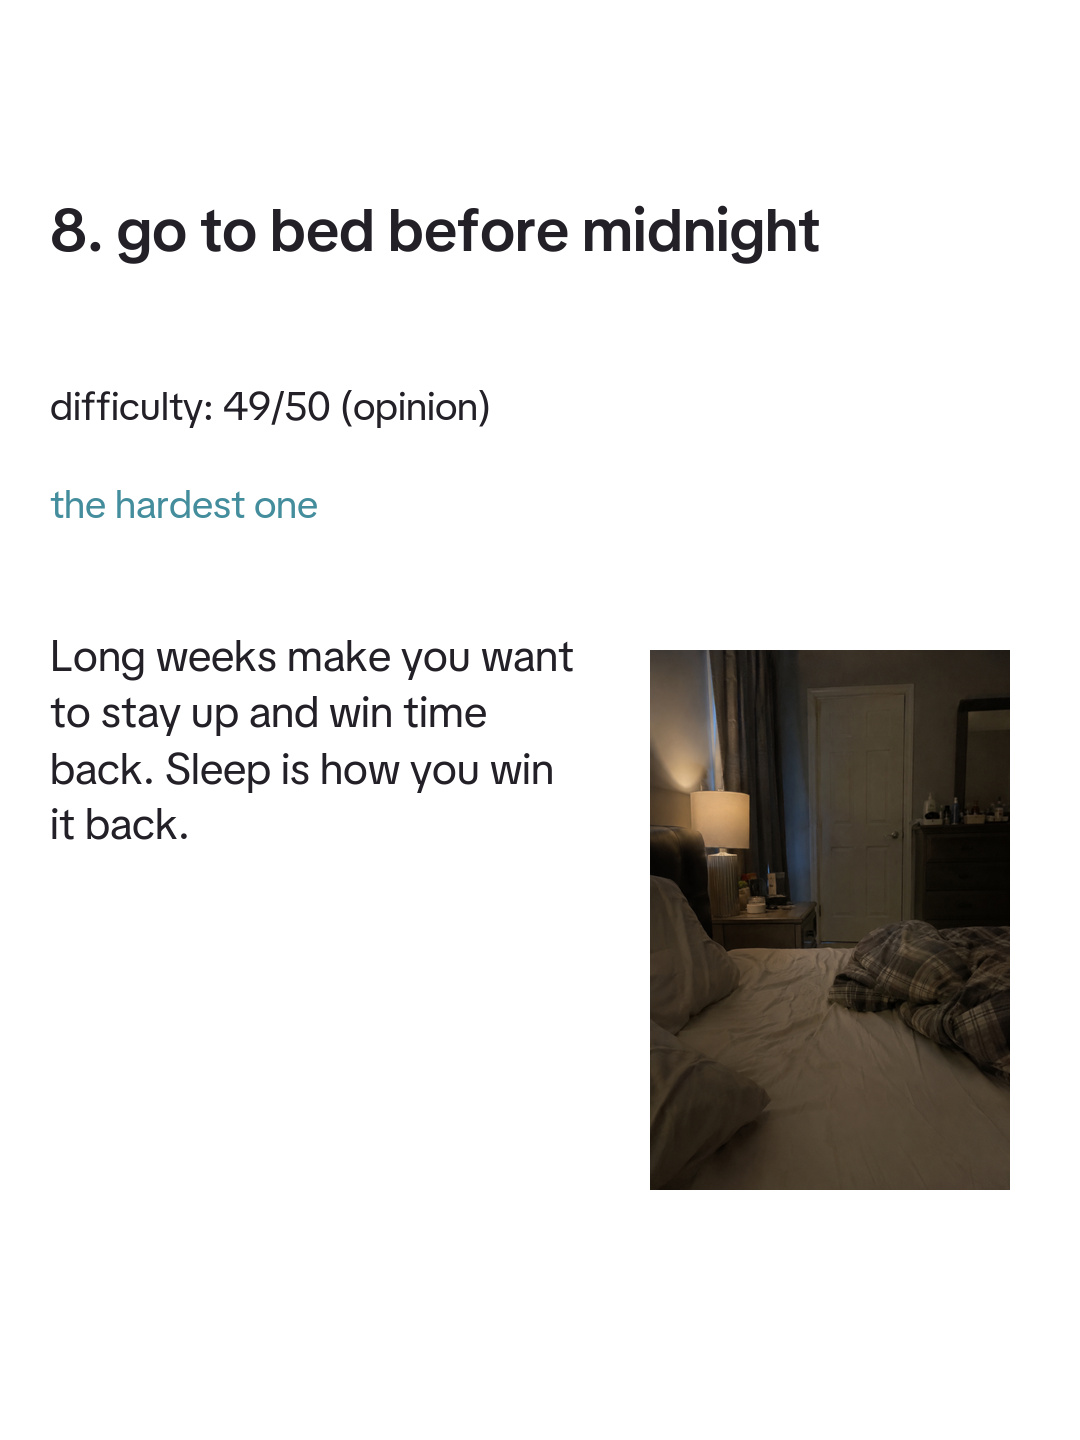 8. go to bed before midnight
difficulty: 49/50 (opinion)
the hardest one
Long weeks make you want
to stay up and win time
back. Sleep is how you win
it back.